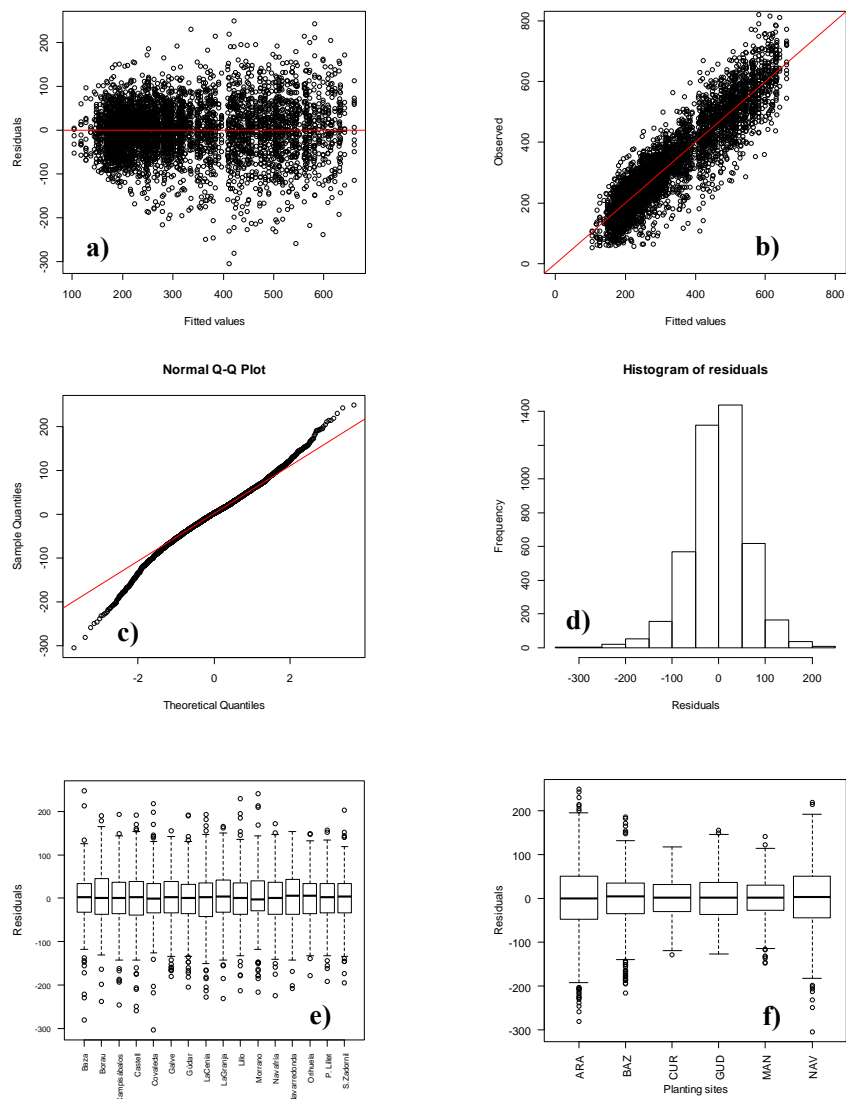 200
100
0
-100
-200
-300
Residuals
a)
100 200 300 400 500 600
Fitted values
800
600
400
200
0
Observed
b)
0 200 400 600 800
Fitted values
Normal Q-Q Plot
200
100
0
-100
-200
-300
Sample Quantiles
c)
-2 0 2
Theoretical Quantiles
Histogram of residuals
1400
1000
800
600
400
200
0
Frequency
d)
-300 -200 -100 0 100 200
Residuals
200
100
0
-100
-200
-300
Residuals
e)
Baza
Borau
Campisábalos
Castell
Covaleda
Galve
Gúdar
LaCenia
LaGranja
Lillo
Morrano
Navafría
Navarredonda
Orihuela
P. Lillet
S.Zadornil
200
100
0
-100
-200
-300
Residuals
f)
ARA
BAZ
CUR
GUD
MAN
NAV
Planting sites